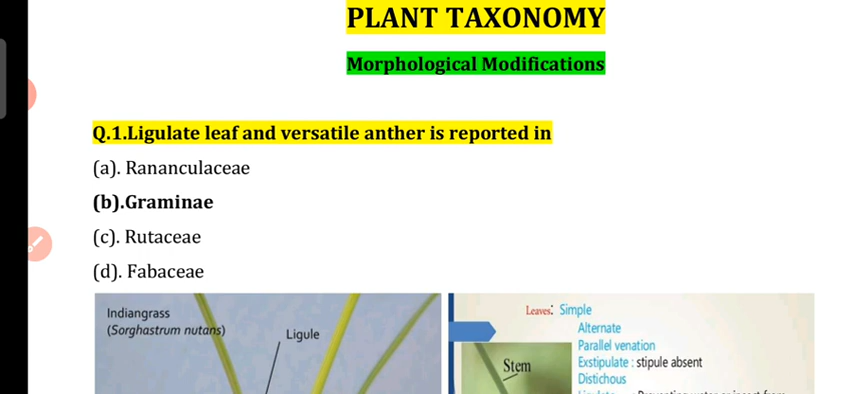 PLANT TAXONOMY
Morphological Modifications
Q.1.Ligulate leaf and versatile anther is reported in
(a). Rananculaceae
(b).Graminae
(c). Rutaceae
(d). Fabaceae
Indiangrass
(Sorghastrum nutans)
Ligule
Leaves: Simple
Alternate
Parallel venation
Exstipulate : stipule absent
Distichous
Stem